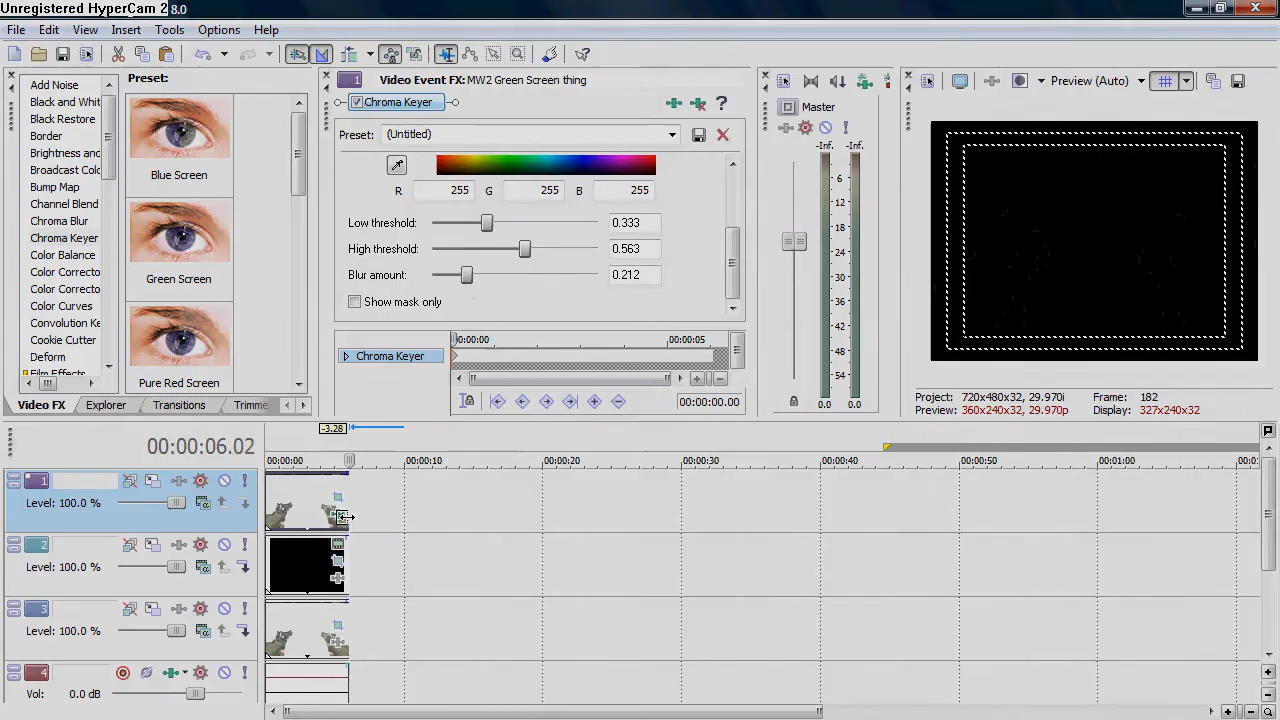 Unregistered HyperCam 2 8.0
File Edit View Insert Tools Options Help
Add Noise
Black and Whit
Black Restore
Border
Brightness and
Broadcast Colo
Bump Map
Channel Blend
Chroma Blur
Chroma Keyer
Color Balance
Color Correcto
Color Correcto
Color Curves
Convolution Ke
Cookie Cutter
Deform
Film Effects
Preset:
Blue Screen
Green Screen
Pure Red Screen
Video FX Explorer Transitions Trimme
1 Video Event FX: MW2 Green Screen thing
Chroma Keyer
Preset: (Untitled)
R 255 G 255 B 255
Low threshold: 0.333
High threshold: 0.563
Blur amount: 0.212
Show mask only
00:00:00 00:00:05
Chroma Keyer
00:00:00.00
Master
-Inf. -Inf.
6
12
18
24
30
36
42
48
54
0.0 0.0
Preview (Auto)
Project: 720x480x32, 29.970i Frame: 182
Preview: 360x240x32, 29.970p Display: 327x240x32
-3.28
00:00:06.02
00:00:00 00:00:10 00:00:20 00:00:30 00:00:40 00:00:50 00:01:00 00:0
1
Level: 100.0 %
2
Level: 100.0 %
3
Level: 100.0 %
4
Vol: 0.0 dB